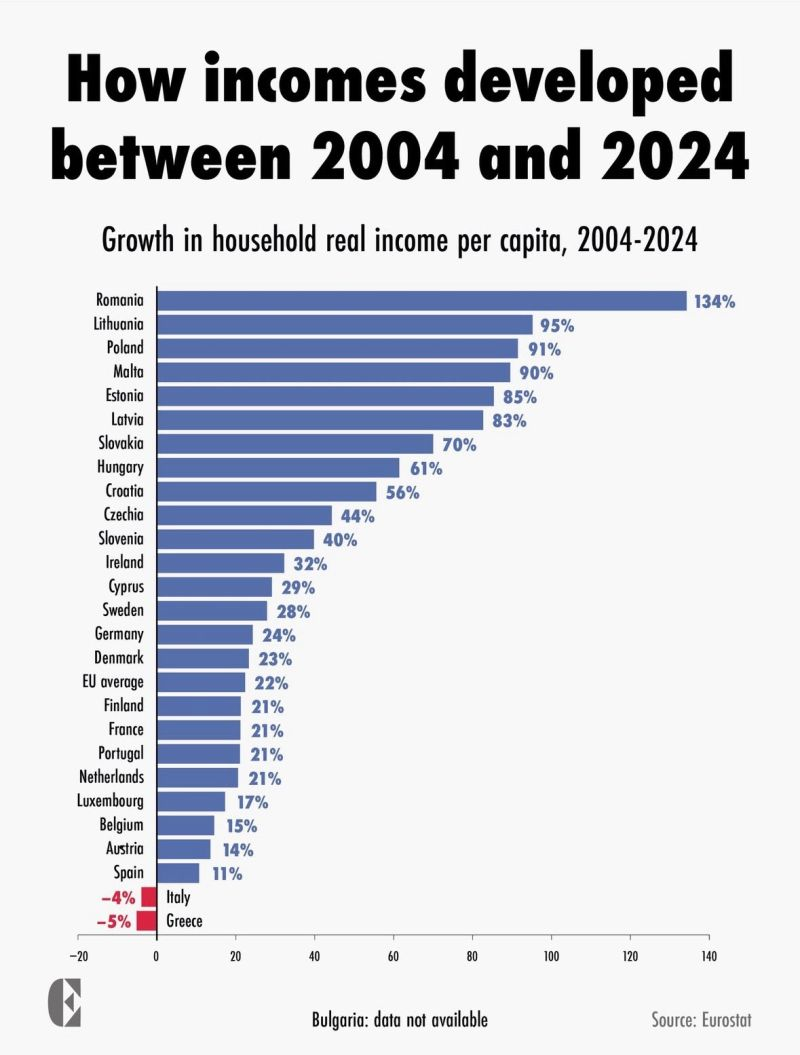 How incomes developed
between 2004 and 2024
Growth in household real income per capita, 2004-2024
Romania 134%
Lithuania 95%
Poland 91%
Malta 90%
Estonia 85%
Latvia 83%
Slovakia 70%
Hungary 61%
Croatia 56%
Czechia 44%
Slovenia 40%
Ireland 32%
Cyprus 29%
Sweden 28%
Germany 24%
Denmark 23%
EU average 22%
Finland 21%
France 21%
Portugal 21%
Netherlands 21%
Luxembourg 17%
Belgium 15%
Austria 14%
Spain 11%
−4% Italy
−5% Greece
−20 0 20 40 60 80 100 120 140
Bulgaria: data not available Source: Eurostat